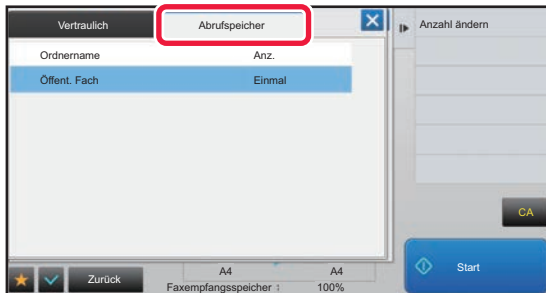 Vertraulich
Abrufspeicher
Anzahl ändern
Ordnername Anz.
Öffent. Fach Einmal
CA
Start
Zurück
A4 A4
Faxempfangsspeicher : 100%